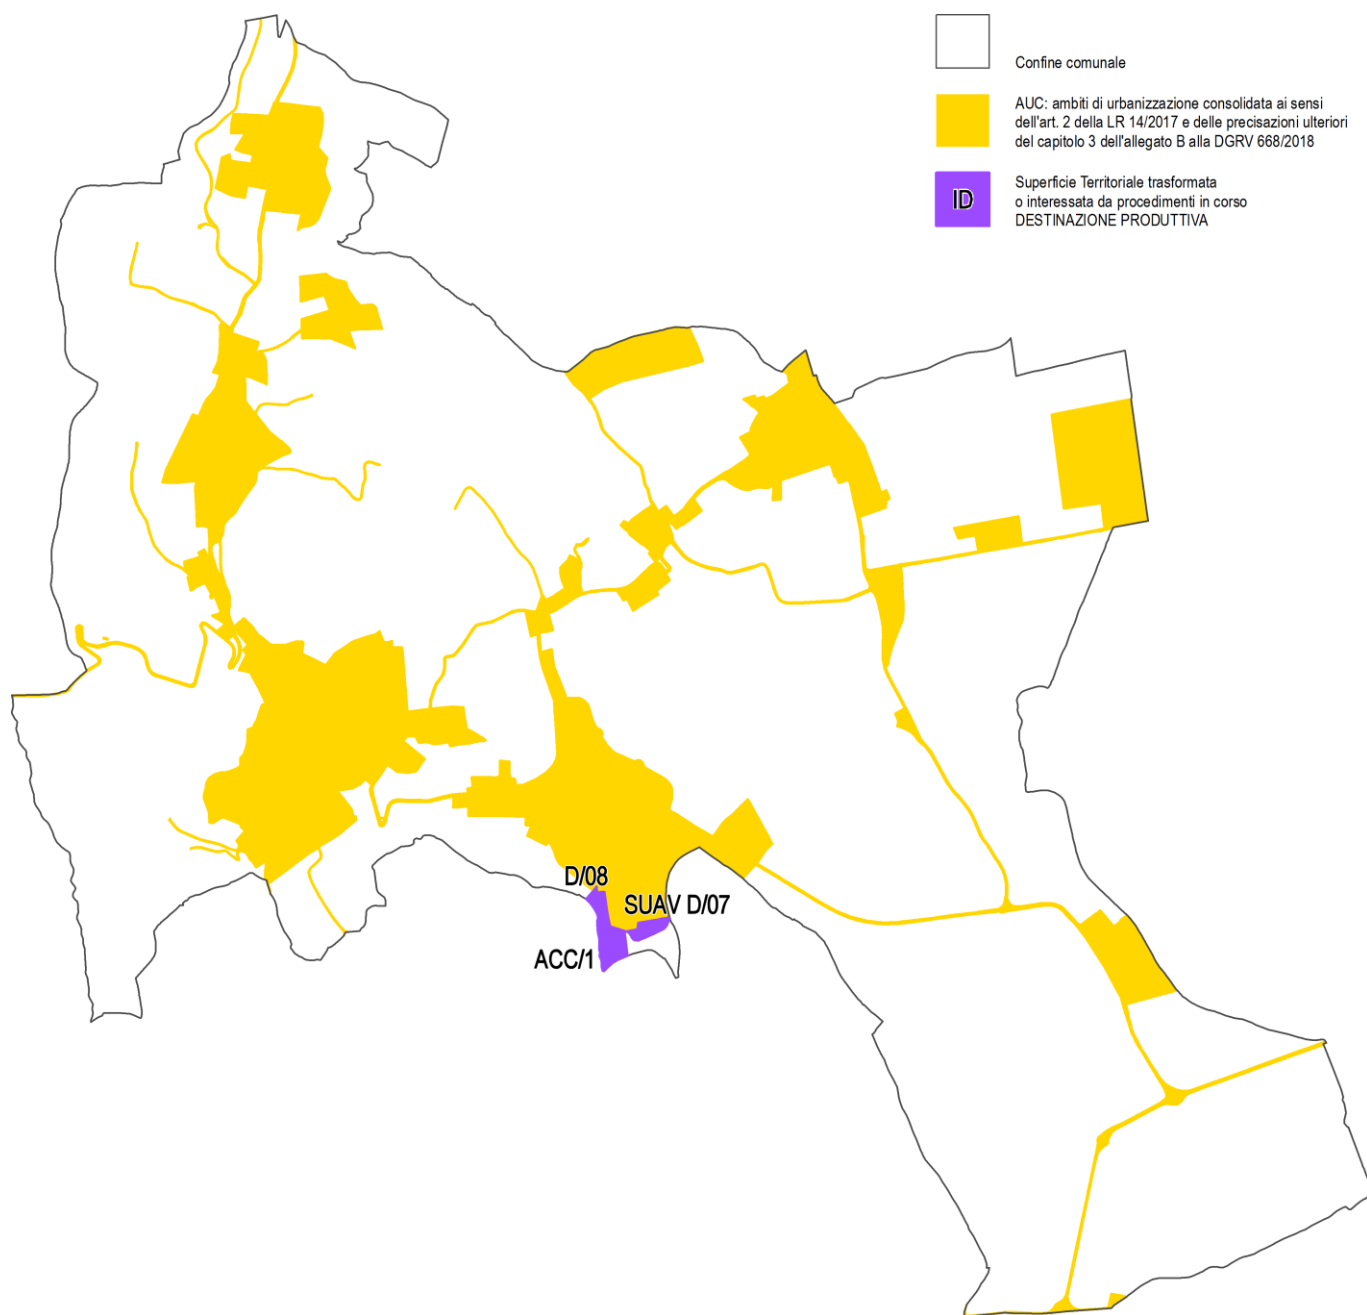 Confine comunale
AUC: ambiti di urbanizzazione consolidata ai sensi
dell'art. 2 della LR 14/2017 e delle precisazioni ulteriori
del capitolo 3 dell'allegato B alla DGRV 668/2018
ID
Superficie Territoriale trasformata
o interessata da procedimenti in corso
DESTINAZIONE PRODUTTIVA
D/08
SUAV D/07
ACC/1